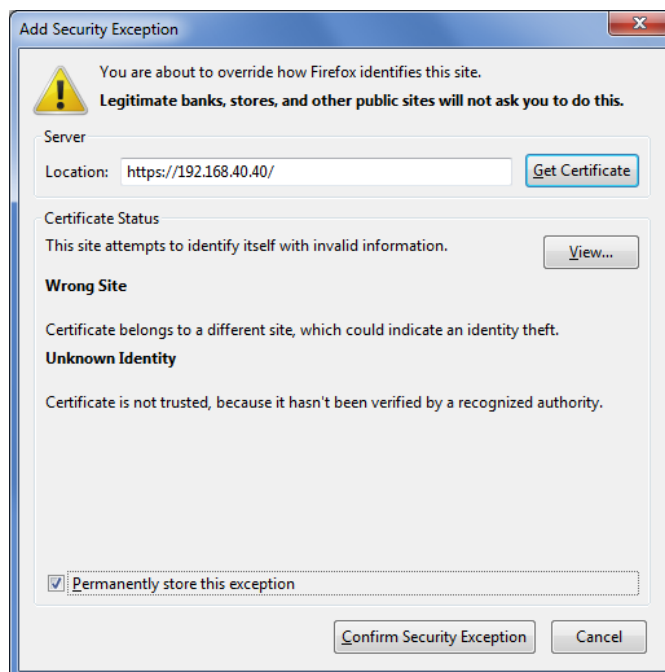 Add Security Exception
You are about to override how Firefox identifies this site.
Legitimate banks, stores, and other public sites will not ask you to do this.
Server
Location: https://192.168.40.40/ Get Certificate
Certificate Status
This site attempts to identify itself with invalid information. View...
Wrong Site
Certificate belongs to a different site, which could indicate an identity theft.
Unknown Identity
Certificate is not trusted, because it hasn't been verified by a recognized authority.
Permanently store this exception
Confirm Security Exception Cancel